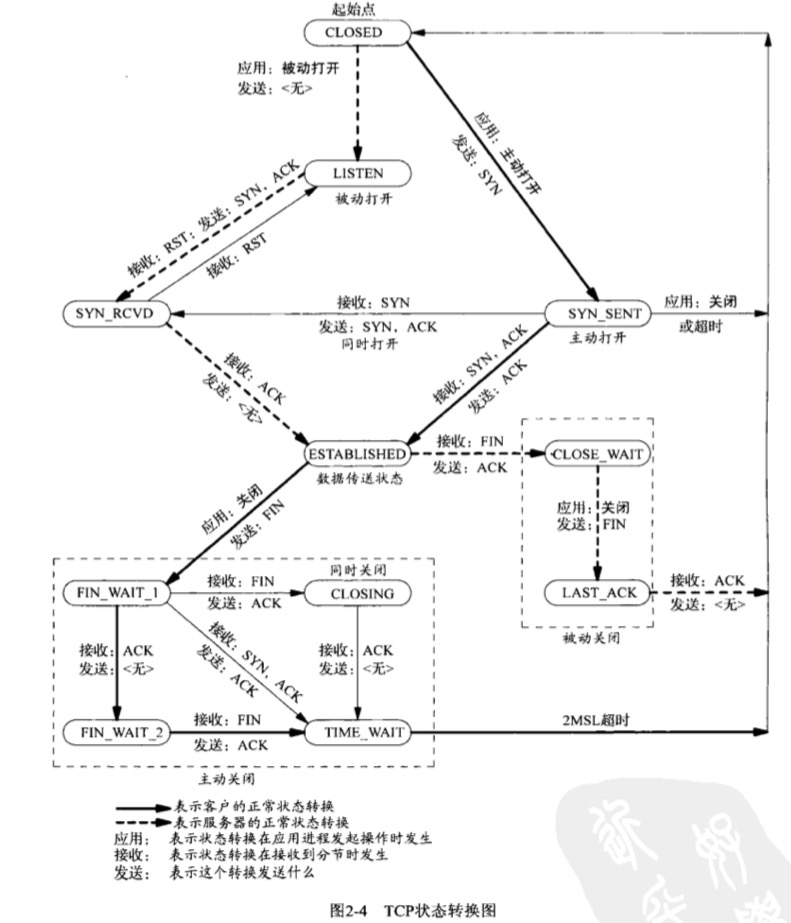 起始点
CLOSED
应用：被动打开
发送：<无>
应用：主动打开
发送：SYN
LISTEN
被动打开
接收：RST；发送：SYN，ACK
接收：RST
SYN_RCVD
接收：SYN
发送：SYN，ACK
同时打开
SYN_SENT
主动打开
应用：关闭
或超时
接收：ACK
发送：<无>
接收：SYN，ACK
发送：ACK
ESTABLISHED
数据传送状态
接收：FIN
发送：ACK
CLOSE_WAIT
应用：关闭
发送：FIN
应用：关闭
发送：FIN
LAST_ACK
被动关闭
接收：ACK
发送：<无>
同时关闭
FIN_WAIT_1
接收：FIN
发送：ACK
CLOSING
接收：ACK
发送：<无>
接收：SYN，ACK
发送：ACK
接收：ACK
发送：<无>
FIN_WAIT_2
接收：FIN
发送：ACK
TIME_WAIT
2MSL超时
主动关闭
表示客户的正常状态转换
表示服务器的正常状态转换
应用： 表示状态转换在应用进程发起操作时发生
接收： 表示状态转换在接收到分节时发生
发送： 表示这个转换发送什么
图2-4 TCP状态转换图